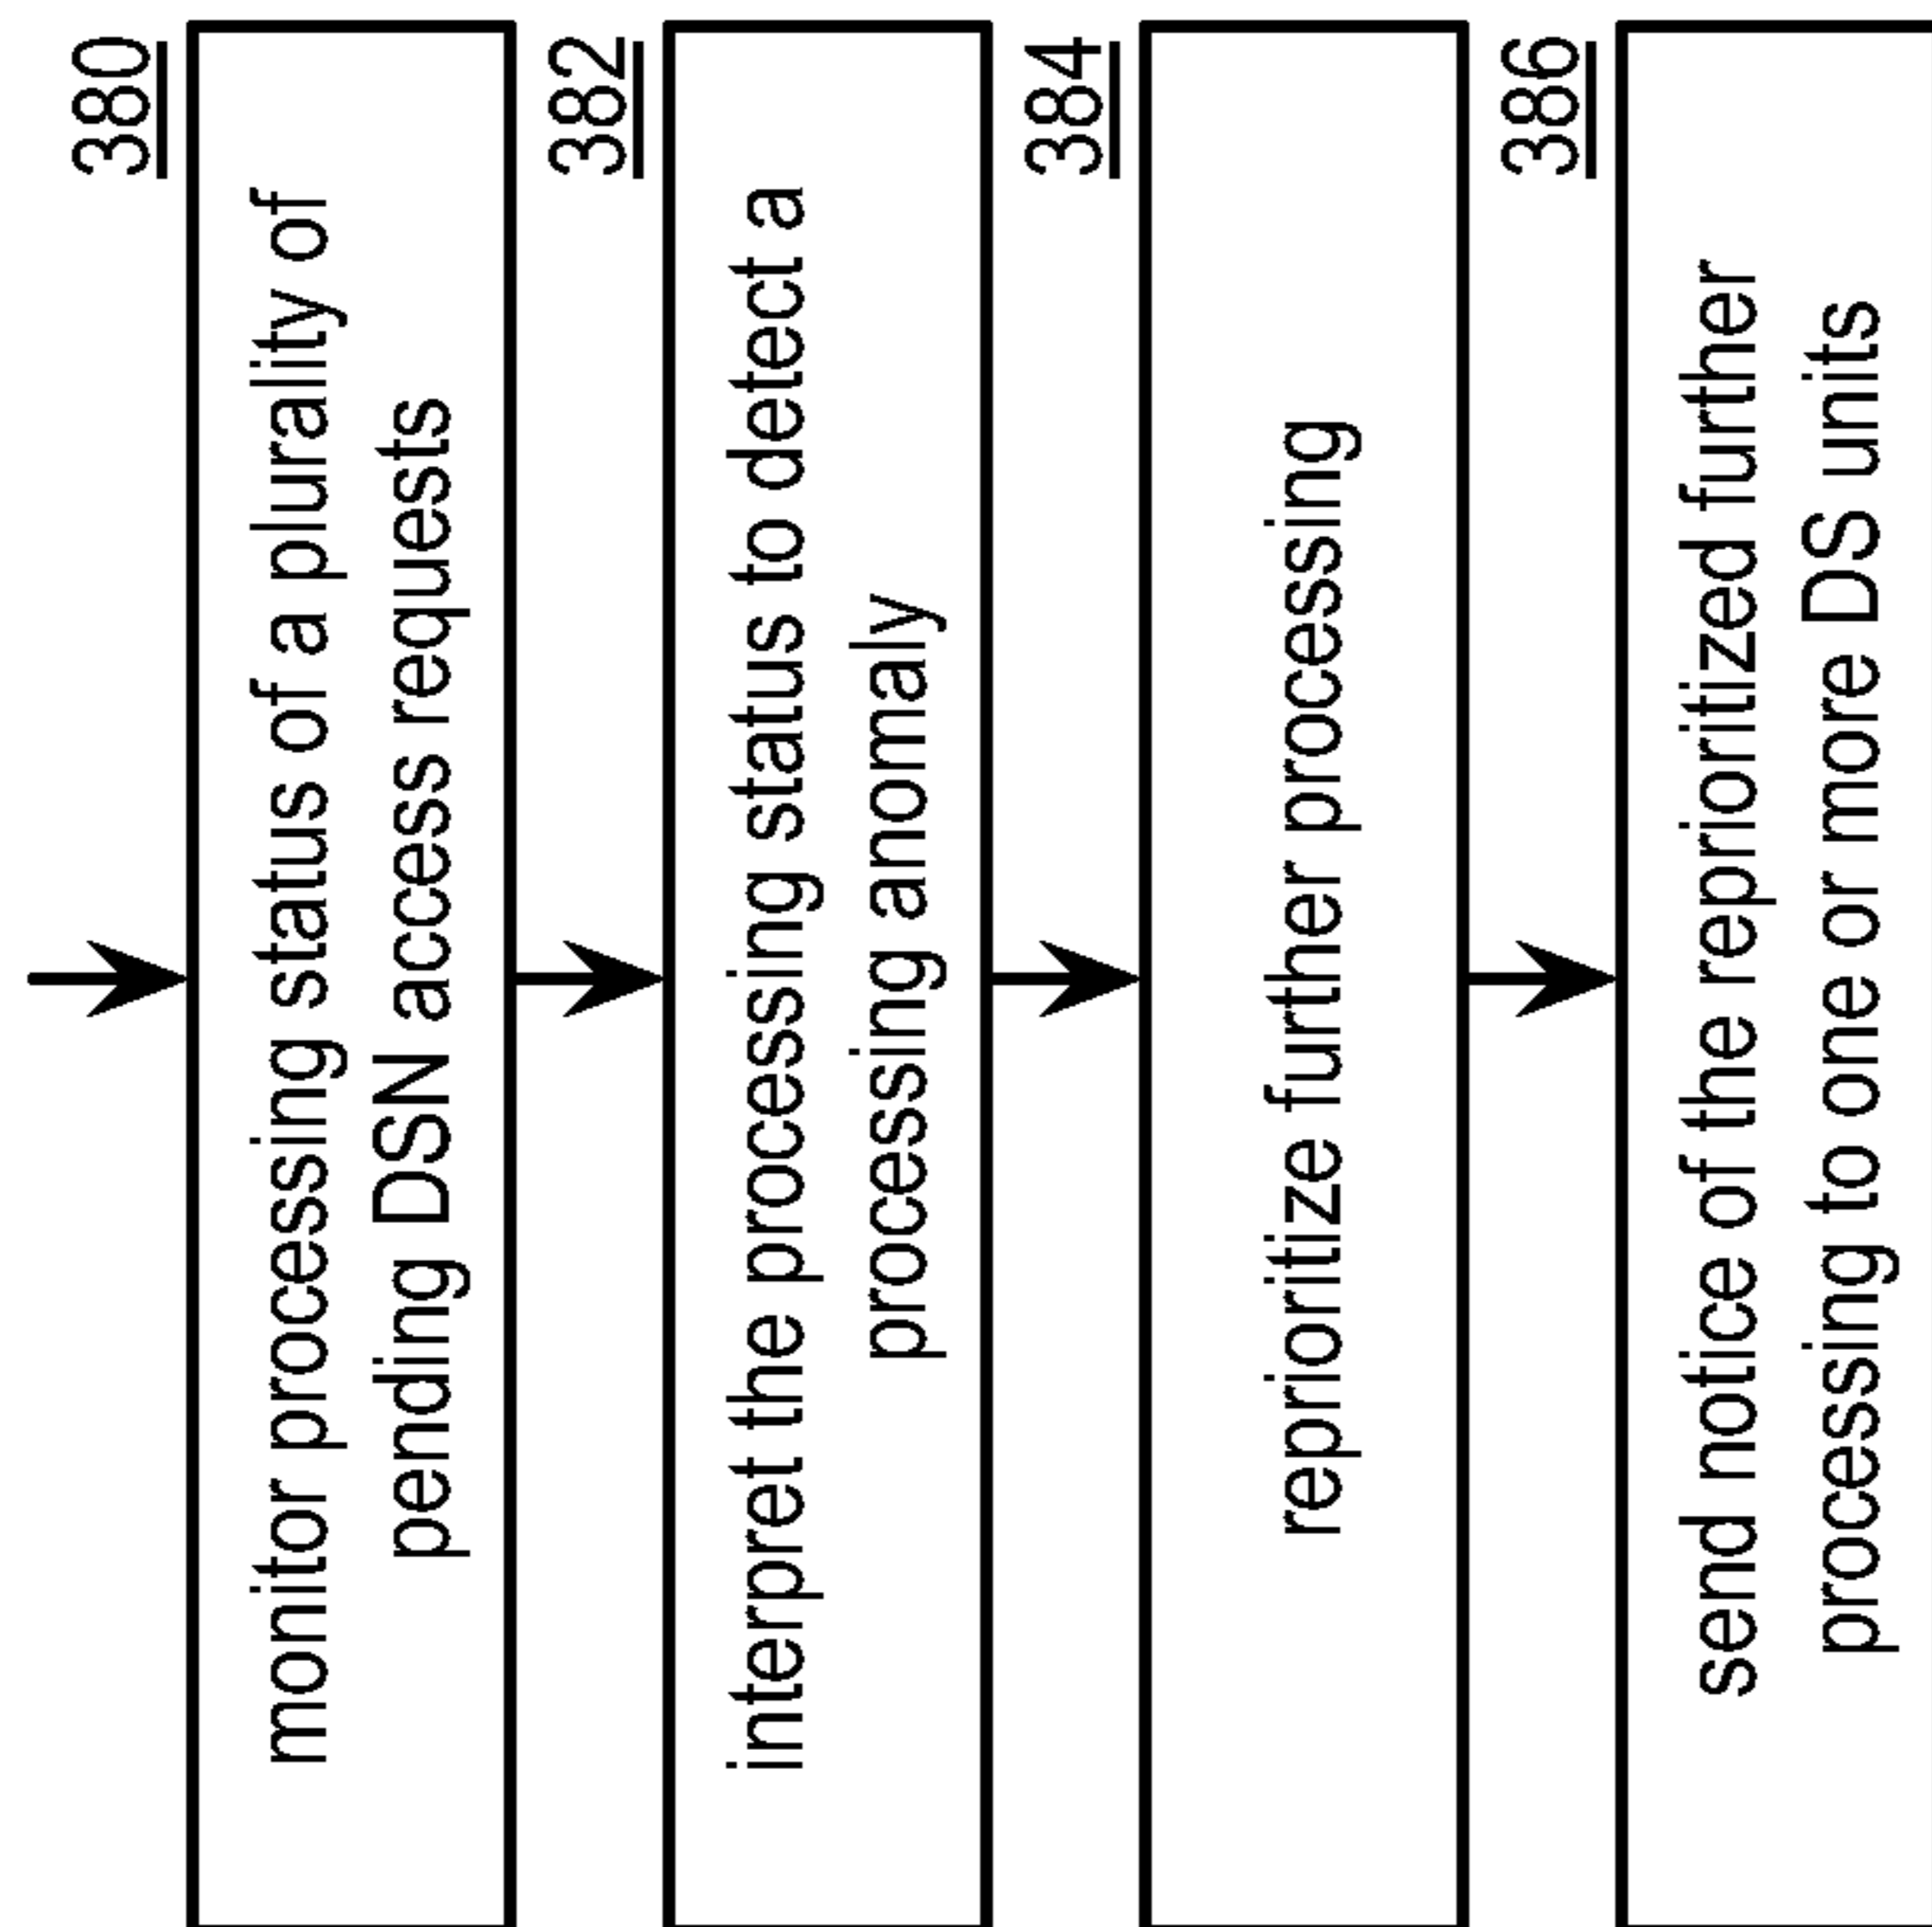 380
monitor processing status of a plurality of
pending DSN access requests
382
interpret the processing status to detect a
processing anomaly
384
reprioritize further processing
386
send notice of the reprioritized further
processing to one or more DS units